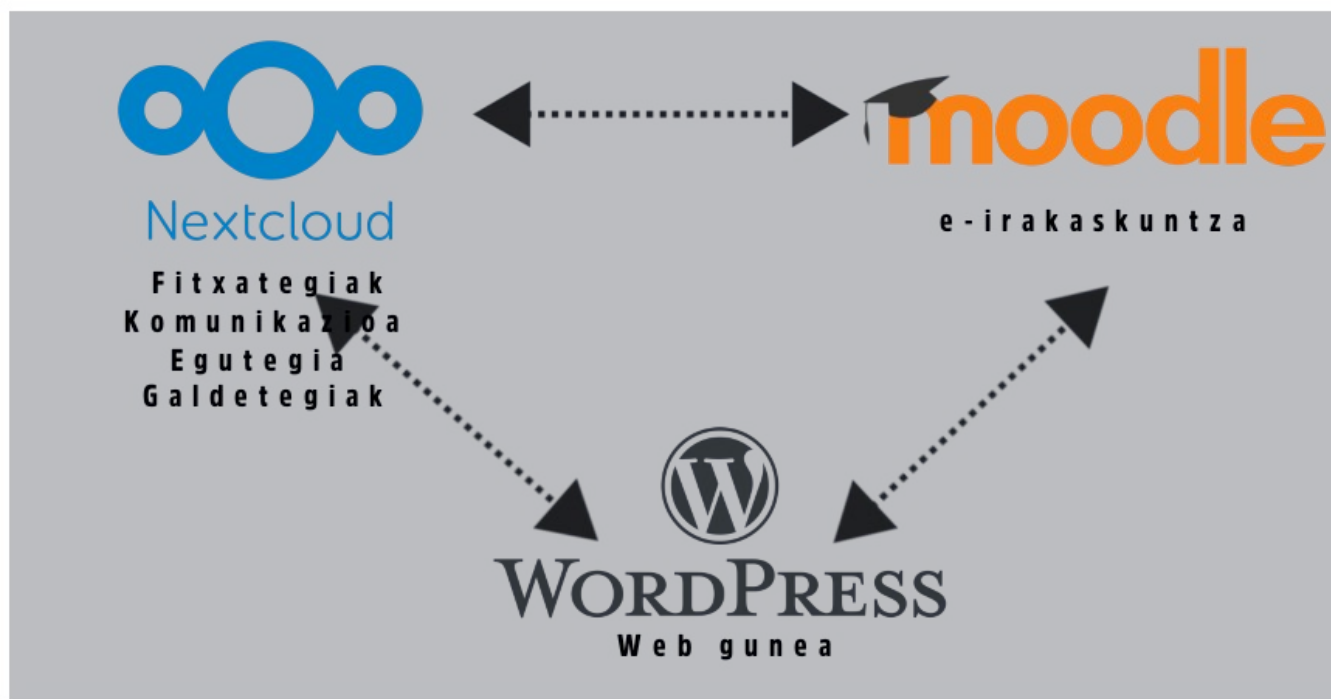 Nextcloud
Fitxategiak
Komunikazioa
Egutegia
Galdetegiak
moodle
e-irakaskuntza
WORDPRESS
Web gunea